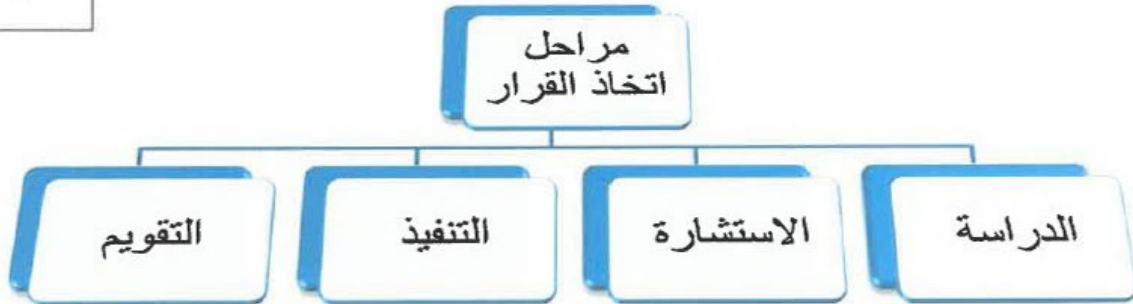 مراحل
اتخاذ القرار
الدراسة
الاستشارة
التنفيذ
التقويم